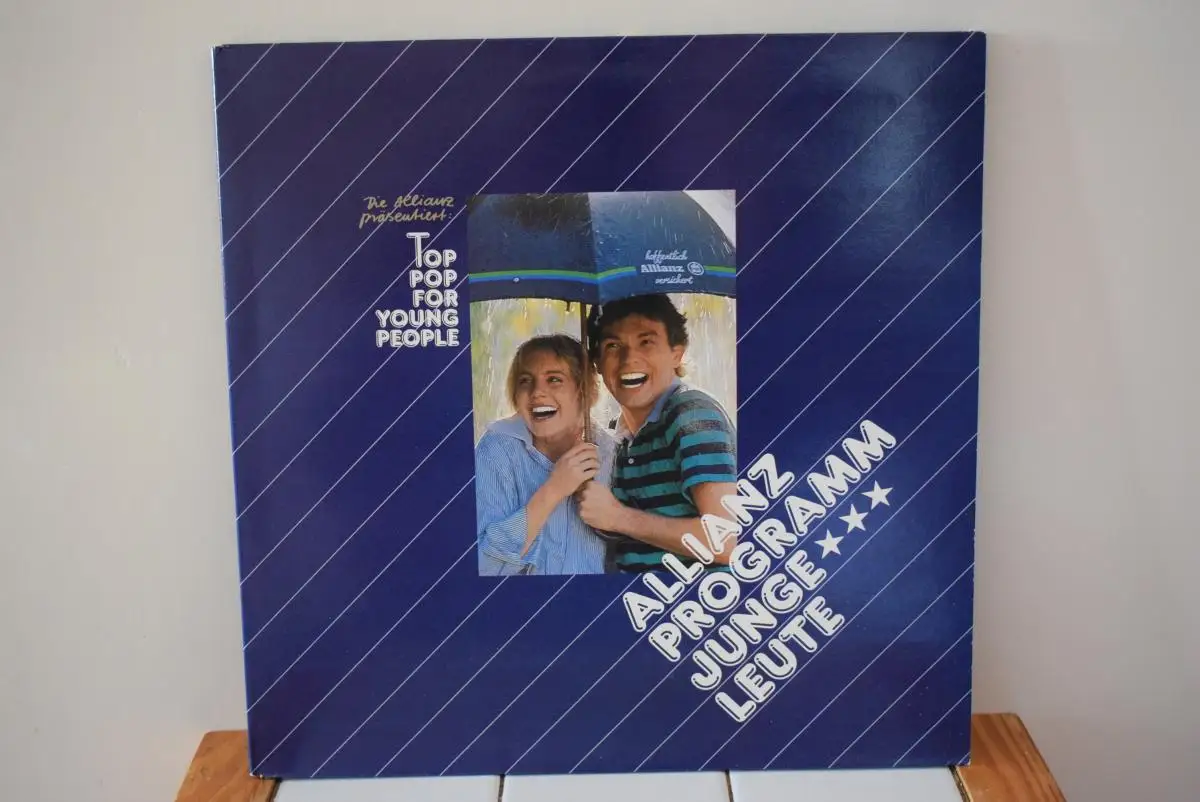 Die Allianz
präsentiert:
TOP
POP
FOR
YOUNG
PEOPLE
hoffentlich
Allianz
versichert
ALLIANZ
PROGRAMM
JUNGE
LEUTE